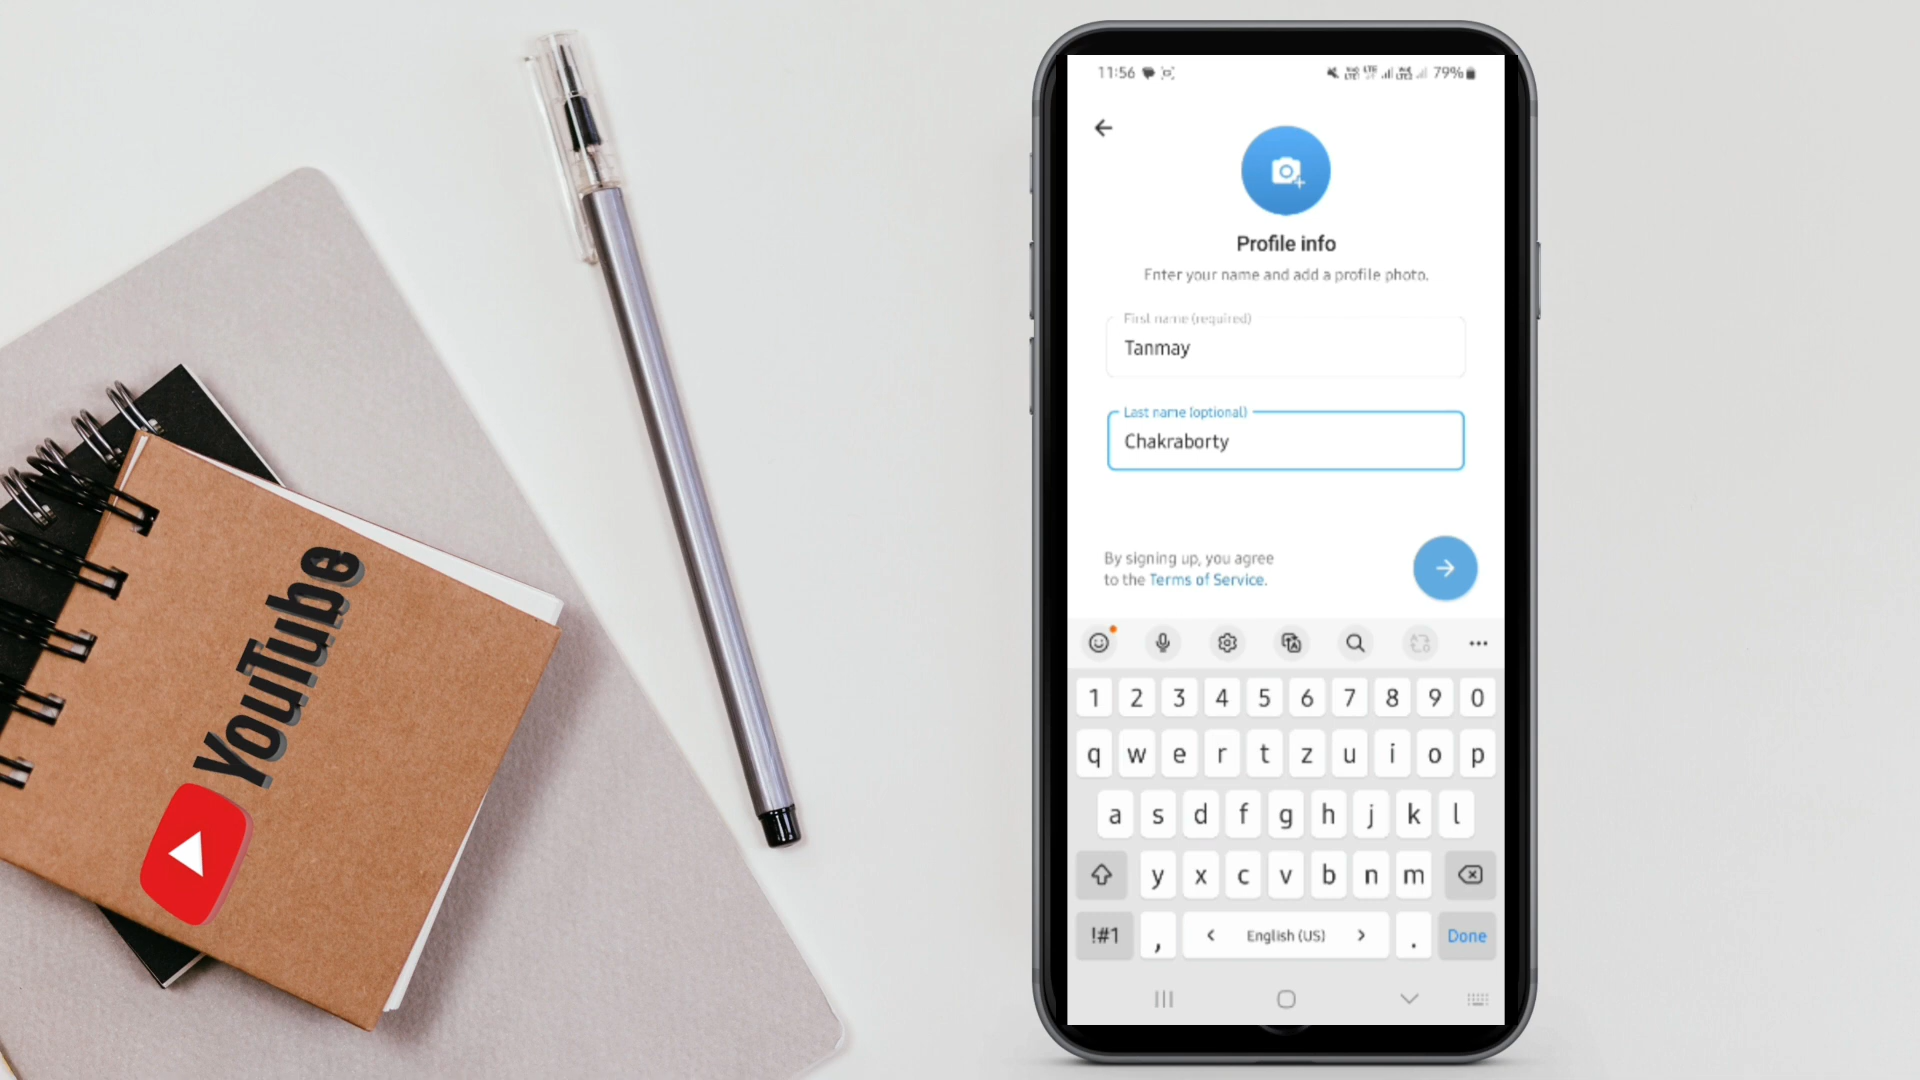 YouTube
11:56
79%
Profile info
Enter your name and add a profile photo.
First name (required)
Tanmay
Last name (optional)
Chakraborty
By signing up, you agree
to the Terms of Service.
1 2 3 4 5 6 7 8 9 0
q w e r t z u i o p
a s d f g h j k l
y x c v b n m
!#1 , < English (US) > . Done